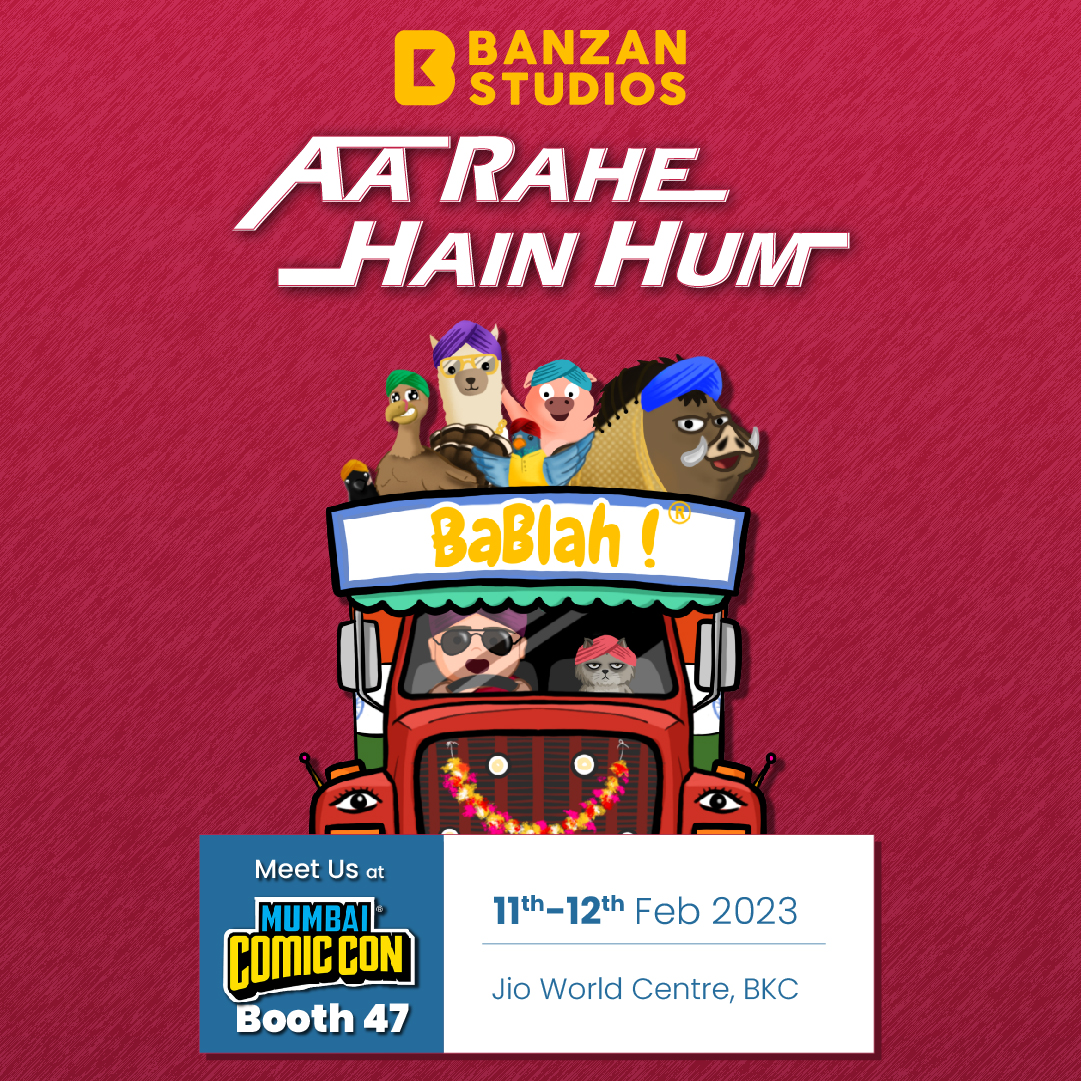 BANZAN
STUDIOS
AA RAHE
HAIN HUM
BaBlah ! ®
Meet Us at
MUMBAI®
COMIC CON
Booth 47
11th-12th Feb 2023
Jio World Centre, BKC